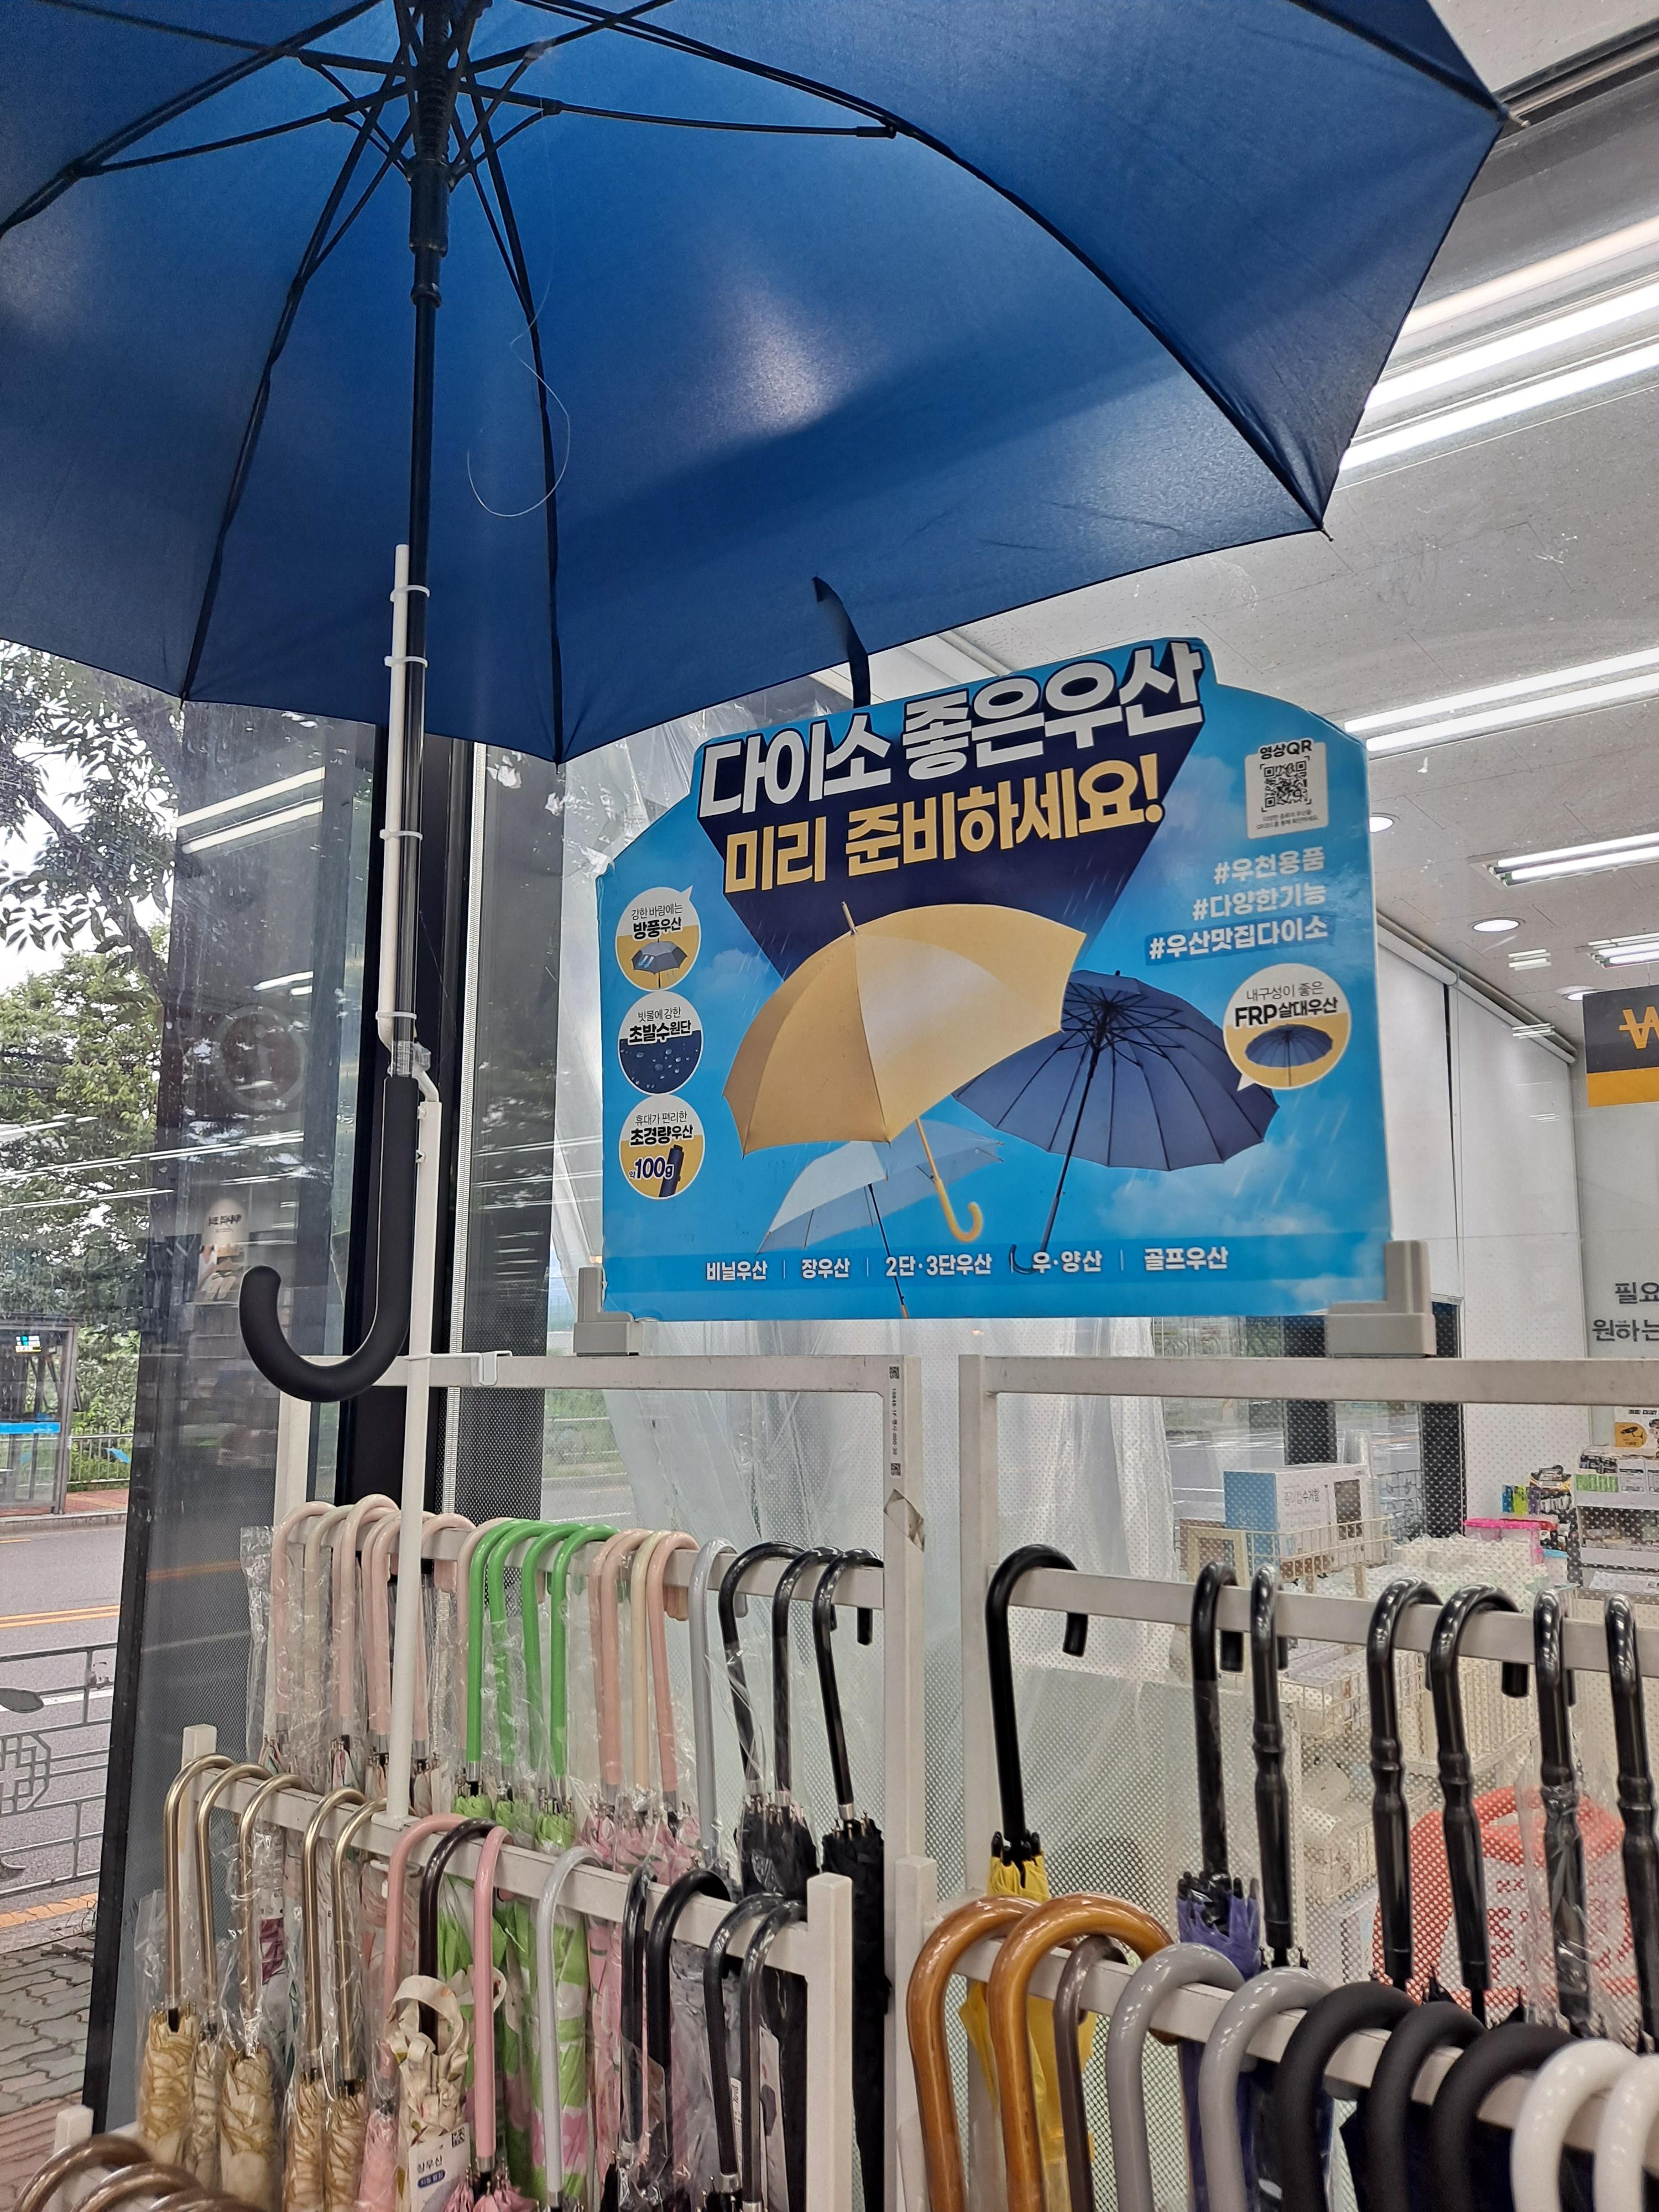 다이소 좋은우산
미리 준비하세요!
영상QR
#우천용품
#다양한기능
#우산맛집다이소
강한 바람에는
방풍우산
빗물에 강한
초발수원단
휴대가 편리한
초경량우산
약100g
내구성이 좋은
FRP살대우산
비닐우산 | 장우산 | 2단·3단우산 | 우·양산 | 골프우산
₩
필요
원하는
장우산